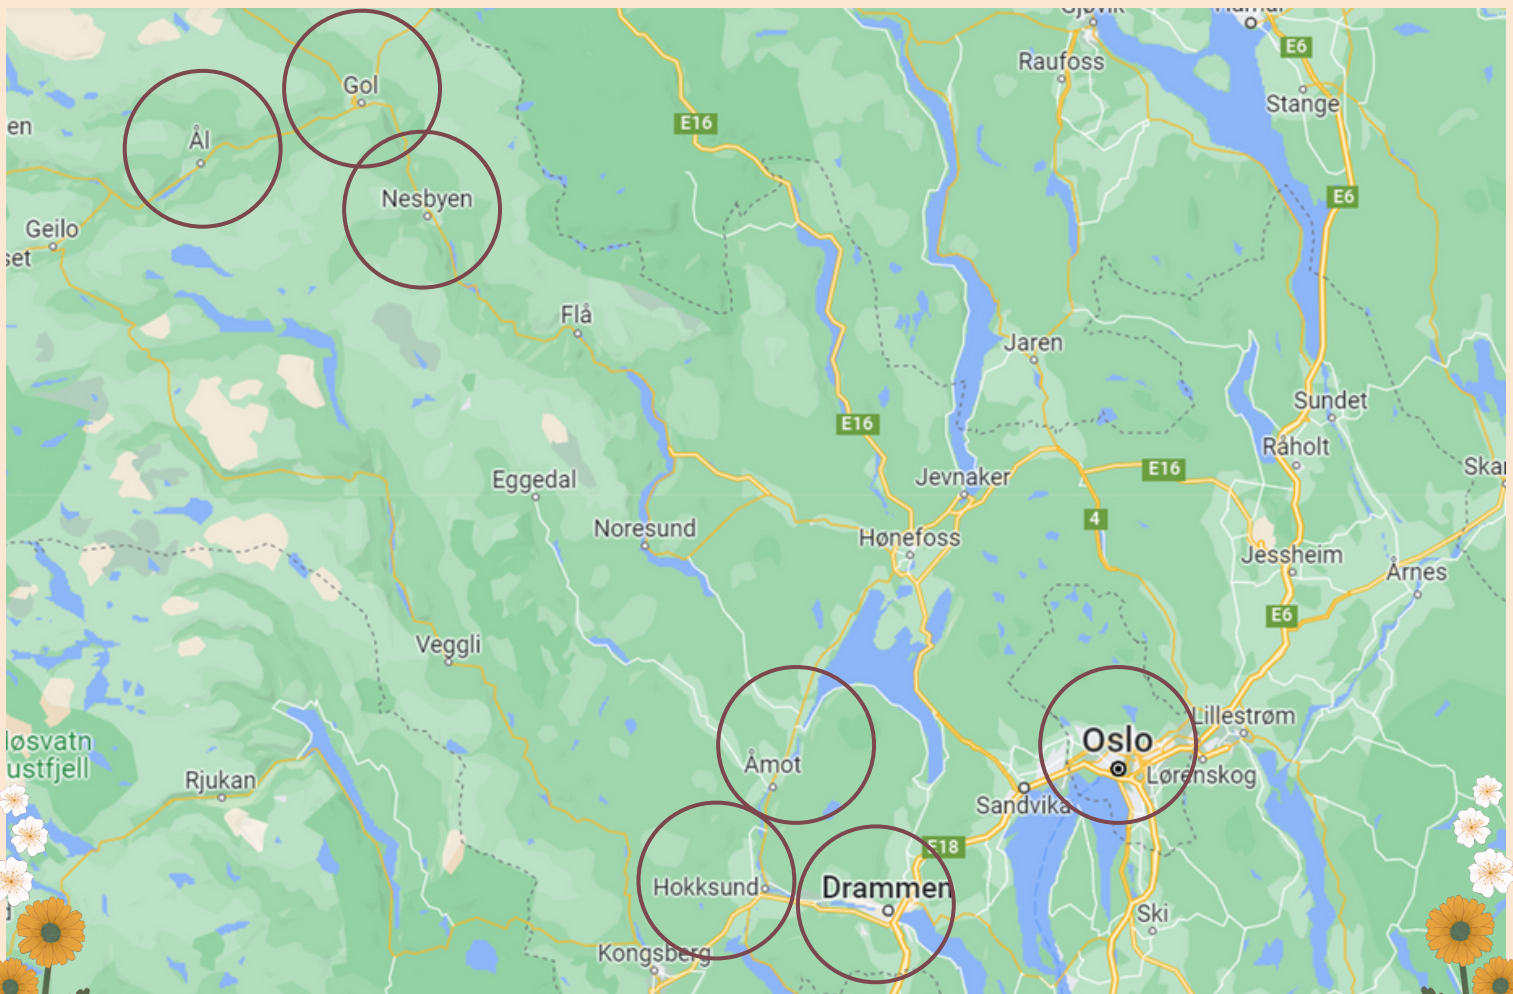 Raufoss
E6
Gol
Stange
E16
en
Ål
Nesbyen
E6
Geilo
set
Flå
Jaren
Sundet
E16
Råholt
Jevnaker
E16
Eggedal
4
Noresund
Hønefoss
Jessheim
Årnes
E6
Veggli
Lillestrøm
Oslo
Åmot
Lørenskog
Rjukan
Sandvika
E18
Hokksund
Drammen
Ski
Kongsberg